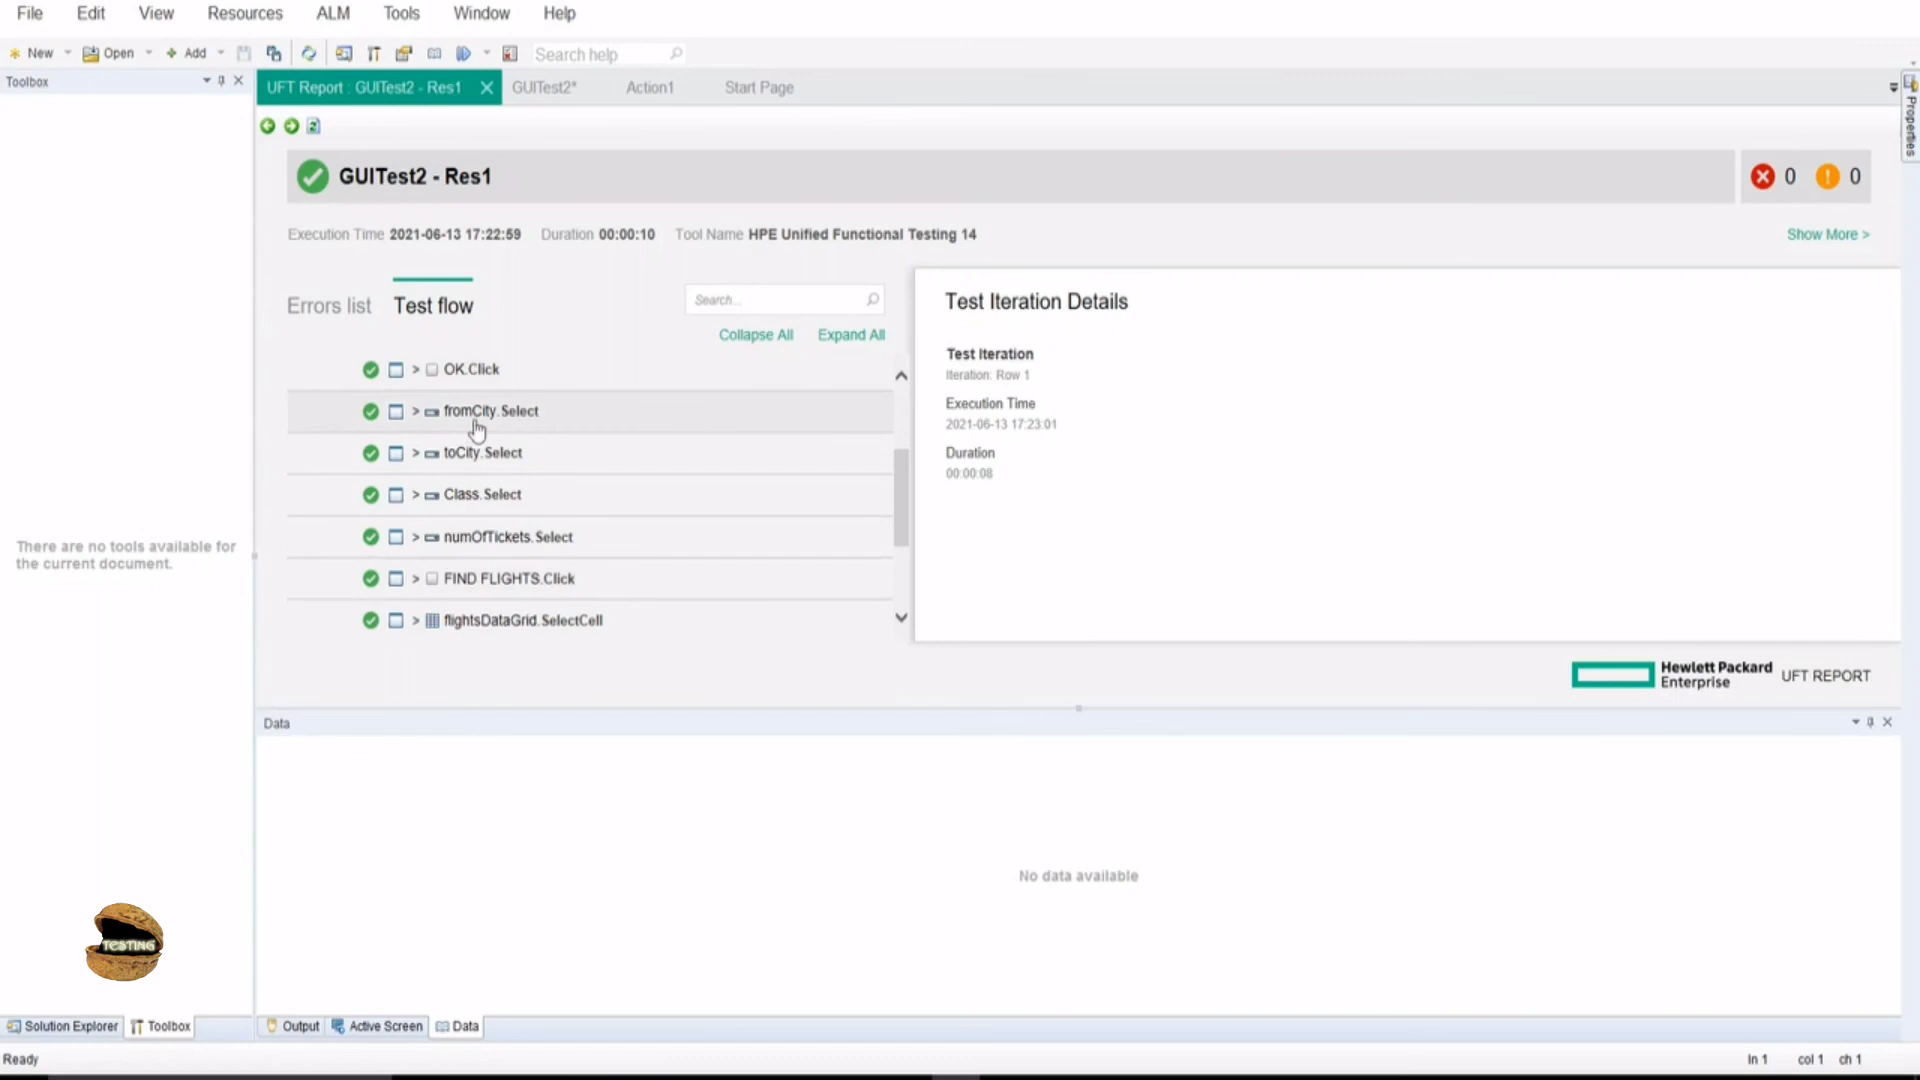 File Edit View Resources ALM Tools Window Help
New Open Add Search help
Toolbox
UFT Report : GUITest2 - Res1 GUITest2* Action1 Start Page
Properties
GUITest2 - Res1 0 0
Execution Time 2021-06-13 17:22:59 Duration 00:00:10 Tool Name HPE Unified Functional Testing 14 Show More >
Errors list Test flow Search...
Collapse All Expand All
> OK.Click
> fromCity.Select
> toCity.Select
> Class.Select
> numOfTickets.Select
> FIND FLIGHTS.Click
> flightsDataGrid.SelectCell
Test Iteration Details
Test Iteration
Iteration: Row 1
Execution Time
2021-06-13 17:23:01
Duration
00:00:08
There are no tools available for
the current document.
Hewlett Packard
Enterprise UFT REPORT
Data
No data available
TESTING
Solution Explorer Toolbox Output Active Screen Data
Ready ln 1 col 1 ch 1